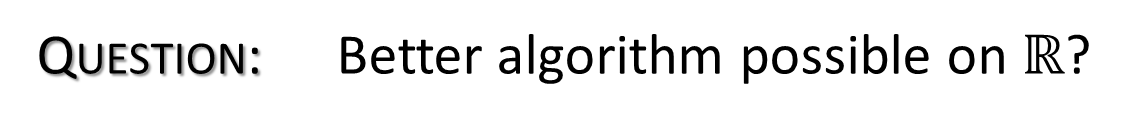 QUESTION: Better algorithm possible on ℝ?